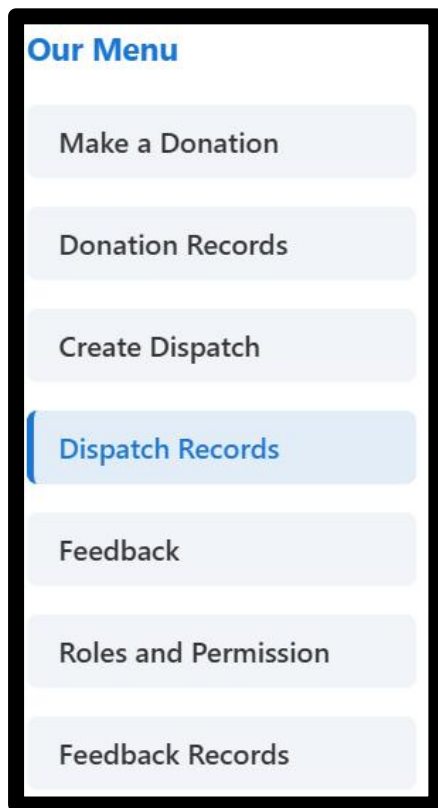 Our Menu
Make a Donation
Donation Records
Create Dispatch
Dispatch Records
Feedback
Roles and Permission
Feedback Records